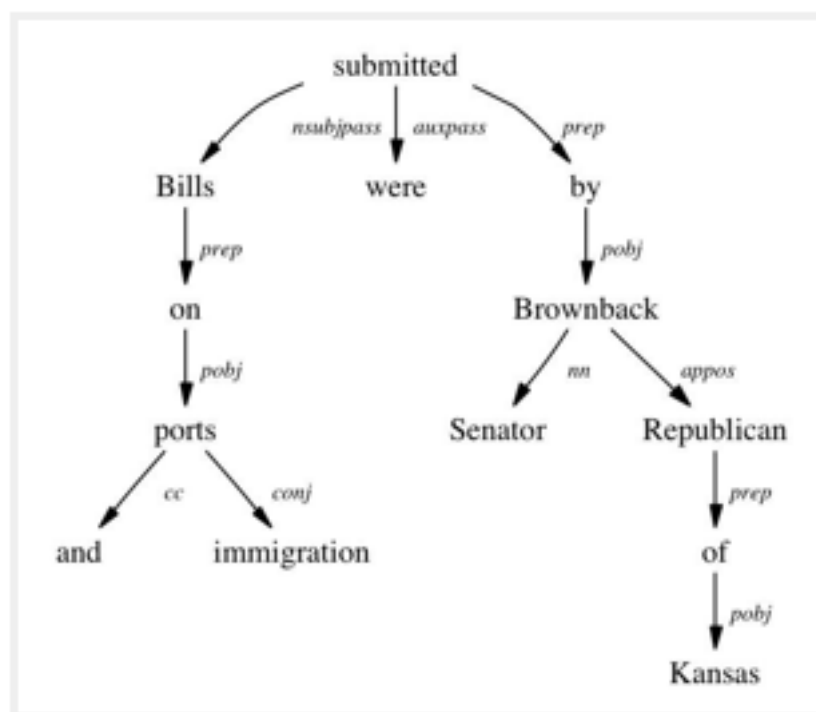 submitted
nsubjpass auxpass prep
Bills were by
prep pobj
on Brownback
pobj nn appos
ports Senator Republican
cc conj prep
and immigration of
pobj
Kansas